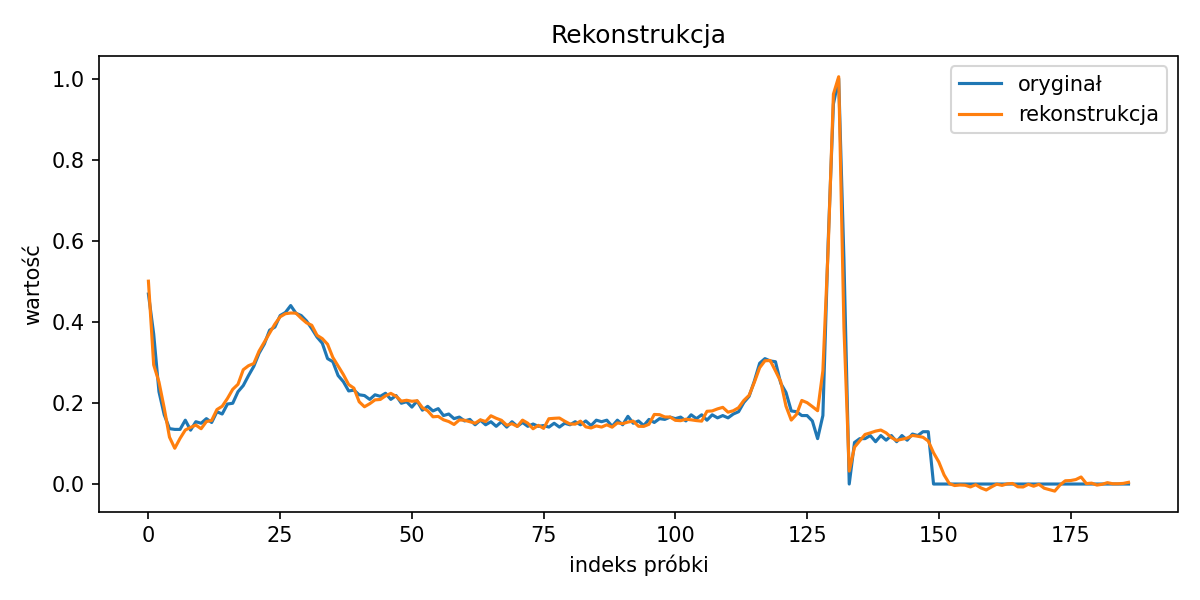 Rekonstrukcja
oryginał
rekonstrukcja
wartość
1.0
0.8
0.6
0.4
0.2
0.0
0 25 50 75 100 125 150 175
indeks próbki